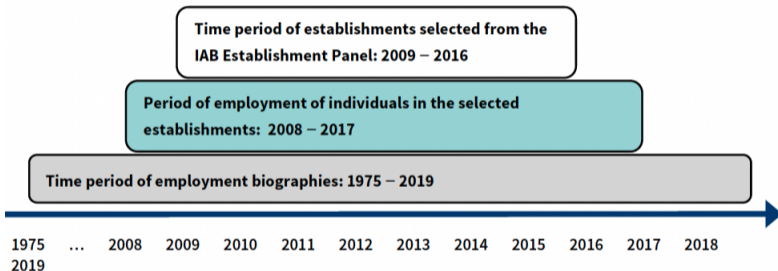 Time period of establishments selected from the
IAB Establishment Panel: 2009 – 2016
Period of employment of individuals in the selected
establishments:  2008 – 2017
Time period of employment biographies: 1975 – 2019
1975 ... 2008 2009 2010 2011 2012 2013 2014 2015 2016 2017 2018
2019